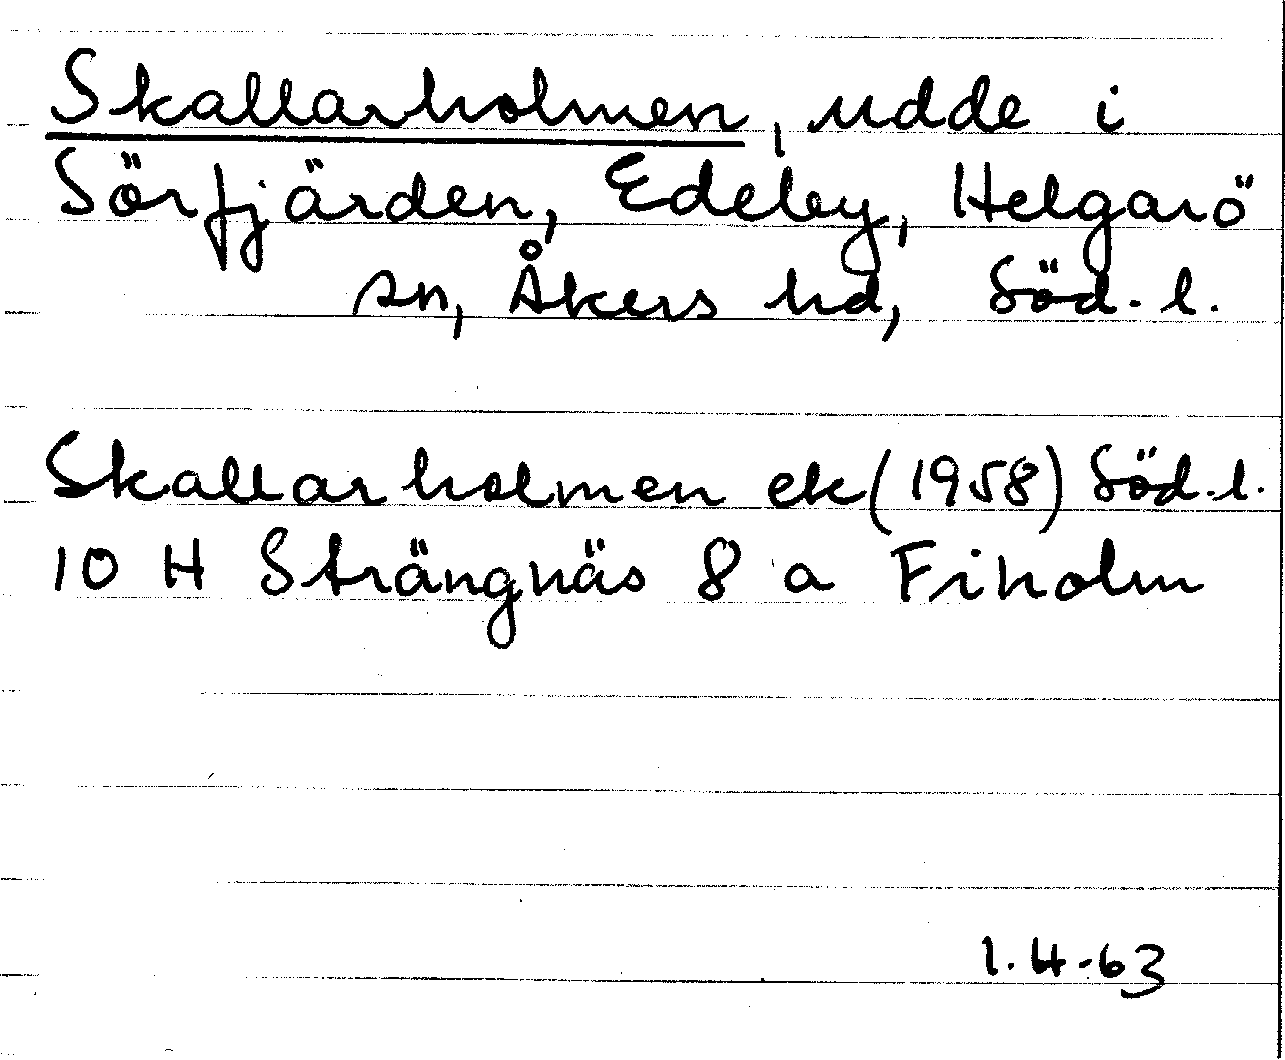 Skallarholmen, udde i
Sörfjärden, Edeby, Helgarö
sn, Åkers hd, Söd. l.
Skallarholmen ek (1958) Söd. l.
10 H Strängnäs 8 a Fiholm
1.4.63